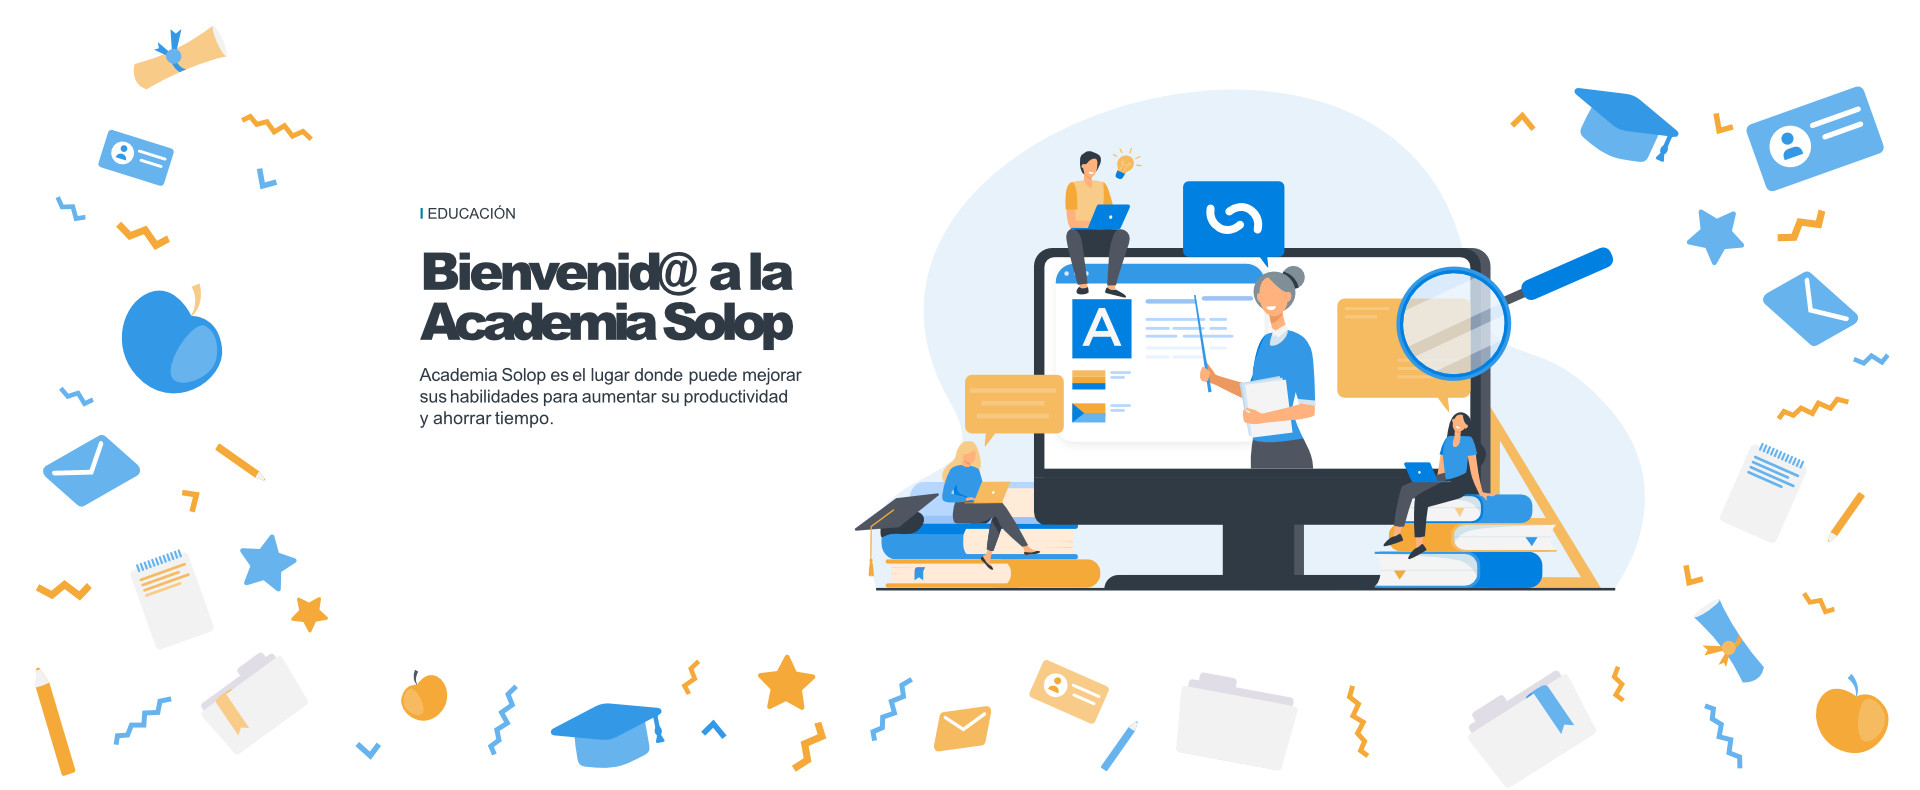 EDUCACIÓN
Bienvenid@ a la
Academia Solop
Academia Solop es el lugar donde puede mejorar
sus habilidades para aumentar su productividad
y ahorrar tiempo.
A